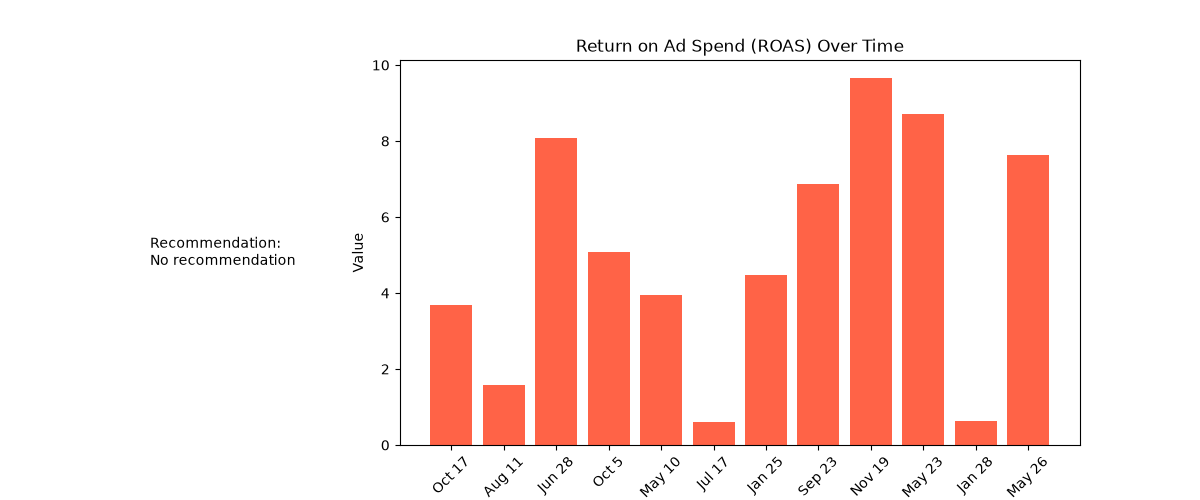 Return on Ad Spend (ROAS) Over Time
Recommendation:
No recommendation
Value
10
8
6
4
2
0
Oct 17
Aug 11
Jun 28
Oct 5
May 10
Jul 17
Jan 25
Sep 23
Nov 19
May 23
Jan 28
May 26